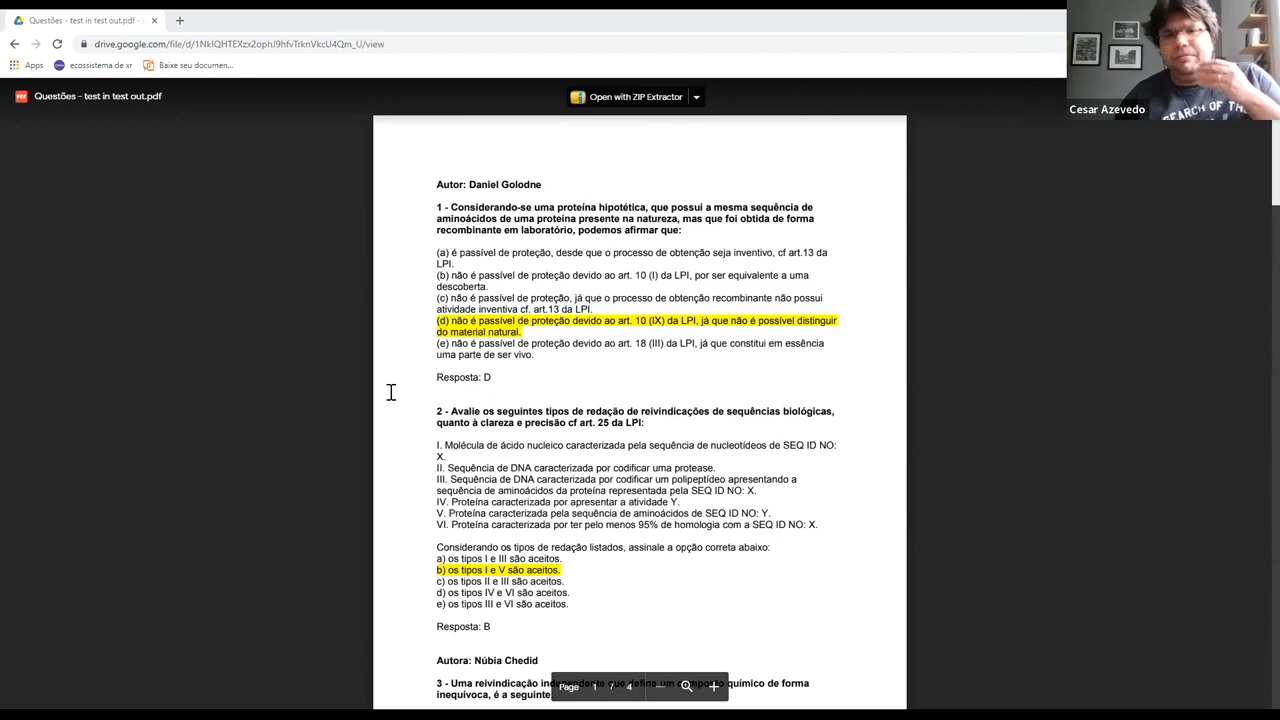 Questões - test in test out.pdf -
drive.google.com/file/d/1NkIQHTEXzx2ophJ9hfvTrknVkcU4Qm_U/view
Apps
ecossistema de xr
Baixe seu documen...
Questões - test in test out.pdf
Open with ZIP Extractor
SEARCH OF THE
Cesar Azevedo
Autor: Daniel Golodne
1 - Considerando-se uma proteína hipotética, que possui a mesma sequência de
aminoácidos de uma proteína presente na natureza, mas que foi obtida de forma
recombinante em laboratório, podemos afirmar que:
(a) é passível de proteção, desde que o processo de obtenção seja inventivo, cf art.13 da
LPI.
(b) não é passível de proteção devido ao art. 10 (I) da LPI, por ser equivalente a uma
descoberta.
(c) não é passível de proteção, já que o processo de obtenção recombinante não possui
atividade inventiva cf. art.13 da LPI.
(d) não é passível de proteção devido ao art. 10 (IX) da LPI, já que não é possível distinguir
do material natural.
(e) não é passível de proteção devido ao art. 18 (III) da LPI, já que constitui em essência
uma parte de ser vivo.
Resposta: D
2 - Avalie os seguintes tipos de redação de reivindicações de sequências biológicas,
quanto à clareza e precisão cf art. 25 da LPI:
I. Molécula de ácido nucleico caracterizada pela sequência de nucleotídeos de SEQ ID NO:
X.
II. Sequência de DNA caracterizada por codificar uma protease.
III. Sequência de DNA caracterizada por codificar um polipeptídeo apresentando a
sequência de aminoácidos da proteína representada pela SEQ ID NO: X.
IV. Proteína caracterizada por apresentar a atividade Y.
V. Proteína caracterizada pela sequência de aminoácidos de SEQ ID NO: Y.
VI. Proteína caracterizada por ter pelo menos 95% de homologia com a SEQ ID NO: X.
Considerando os tipos de redação listados, assinale a opção correta abaixo:
a) os tipos I e III são aceitos.
b) os tipos I e V são aceitos.
c) os tipos II e III são aceitos.
d) os tipos IV e VI são aceitos.
e) os tipos III e VI são aceitos.
Resposta: B
Autora: Núbia Chedid
3 - Uma reivindicação independente que define um composto químico de forma
inequívoca, é a seguinte
Page 1 / 4